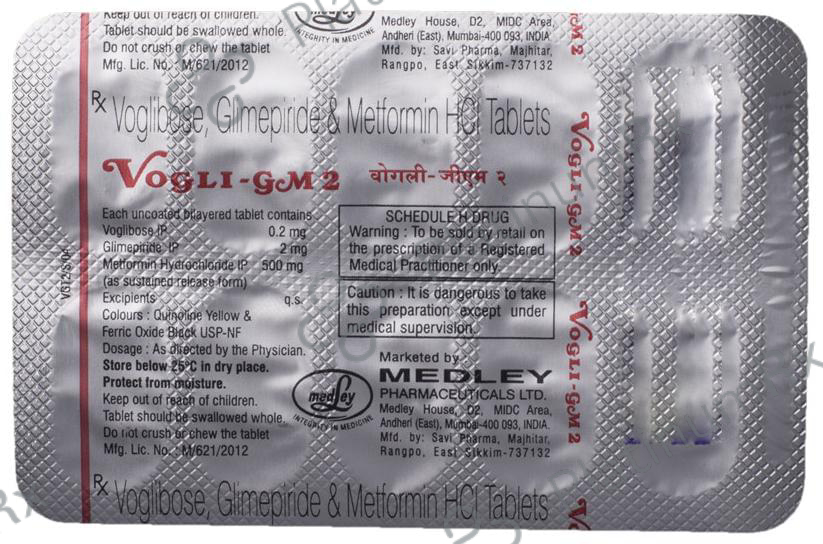 Keep out of reach of children.
Tablet should be swallowed whole.
Do not crush or chew the tablet
Mfg. Lic. No. : M/621/2012
medley
INTEGRITY IN MEDICINE
Medley House, D2, MIDC Area,
Andheri (East), Mumbai-400 093, INDIA.
Mfd. by: Savi Pharma, Majhitar,
Rangpo, East Sikkim-737132
Rx Voglibose, Glimepiride & Metformin HCl Tablets
VOGLI-GM 2 वोगली-जीएम २
Each uncoated bilayered tablet contains
Voglibose IP 0.2 mg
Glimepiride IP 2 mg
Metformin Hydrochloride IP 500 mg
(as sustained release form)
Excipients q.s.
Colours : Quinoline Yellow &
Ferric Oxide Black USP-NF
Dosage : As directed by the Physician.
Store below 25°C in dry place.
Protect from moisture.
Keep out of reach of children.
Tablet should be swallowed whole.
Do not crush or chew the tablet
Mfg. Lic. No. : M/621/2012
SCHEDULE H DRUG
Warning : To be sold by retail on
the prescription of a Registered
Medical Practitioner only.
Caution : It is dangerous to take
this preparation except under
medical supervision.
medley
INTEGRITY IN MEDICINE
Marketed by
MEDLEY
PHARMACEUTICALS LTD.
Medley House, D2, MIDC Area,
Andheri (East), Mumbai-400 093, INDIA.
Mfd. by: Savi Pharma, Majhitar,
Rangpo, East Sikkim-737132
Rx Voglibose, Glimepiride & Metformin HCl Tablets
GM 2
VOGLI-GM 2
VOGLI-GM 2